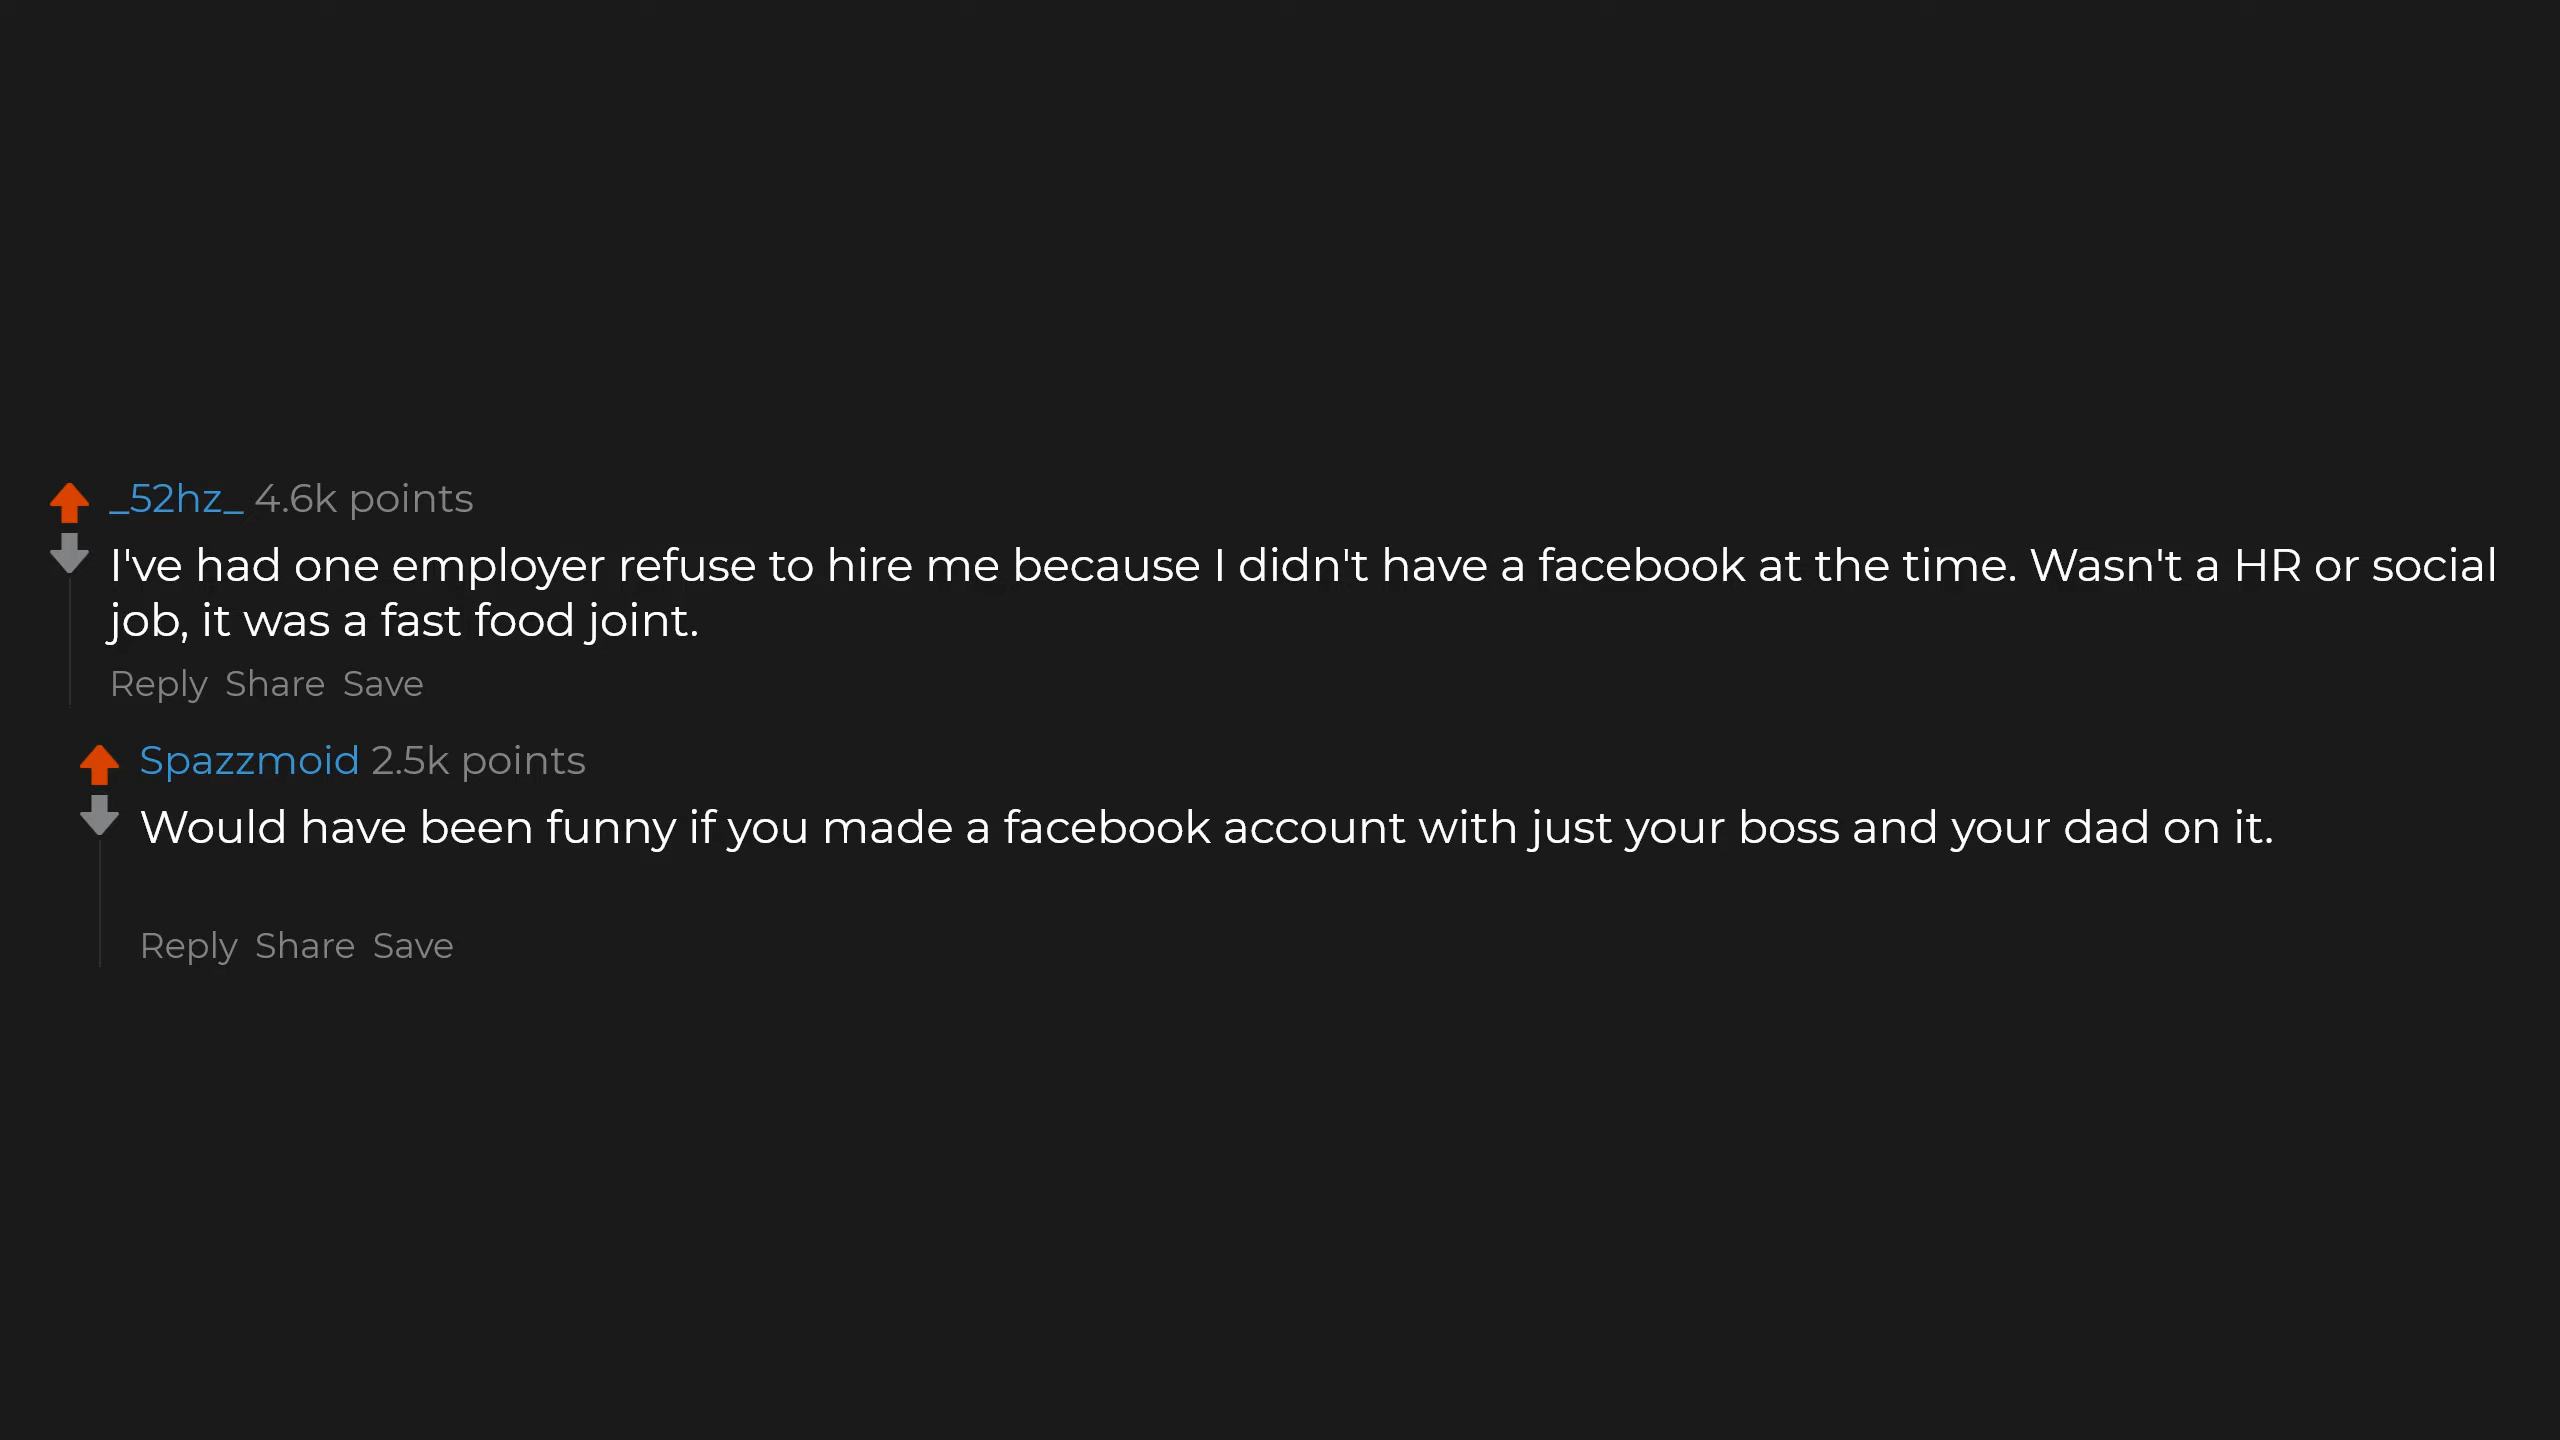 _52hz_ 4.6k points
I've had one employer refuse to hire me because I didn't have a facebook at the time. Wasn't a HR or social
job, it was a fast food joint.
Reply Share Save
Spazzmoid 2.5k points
Would have been funny if you made a facebook account with just your boss and your dad on it.
Reply Share Save